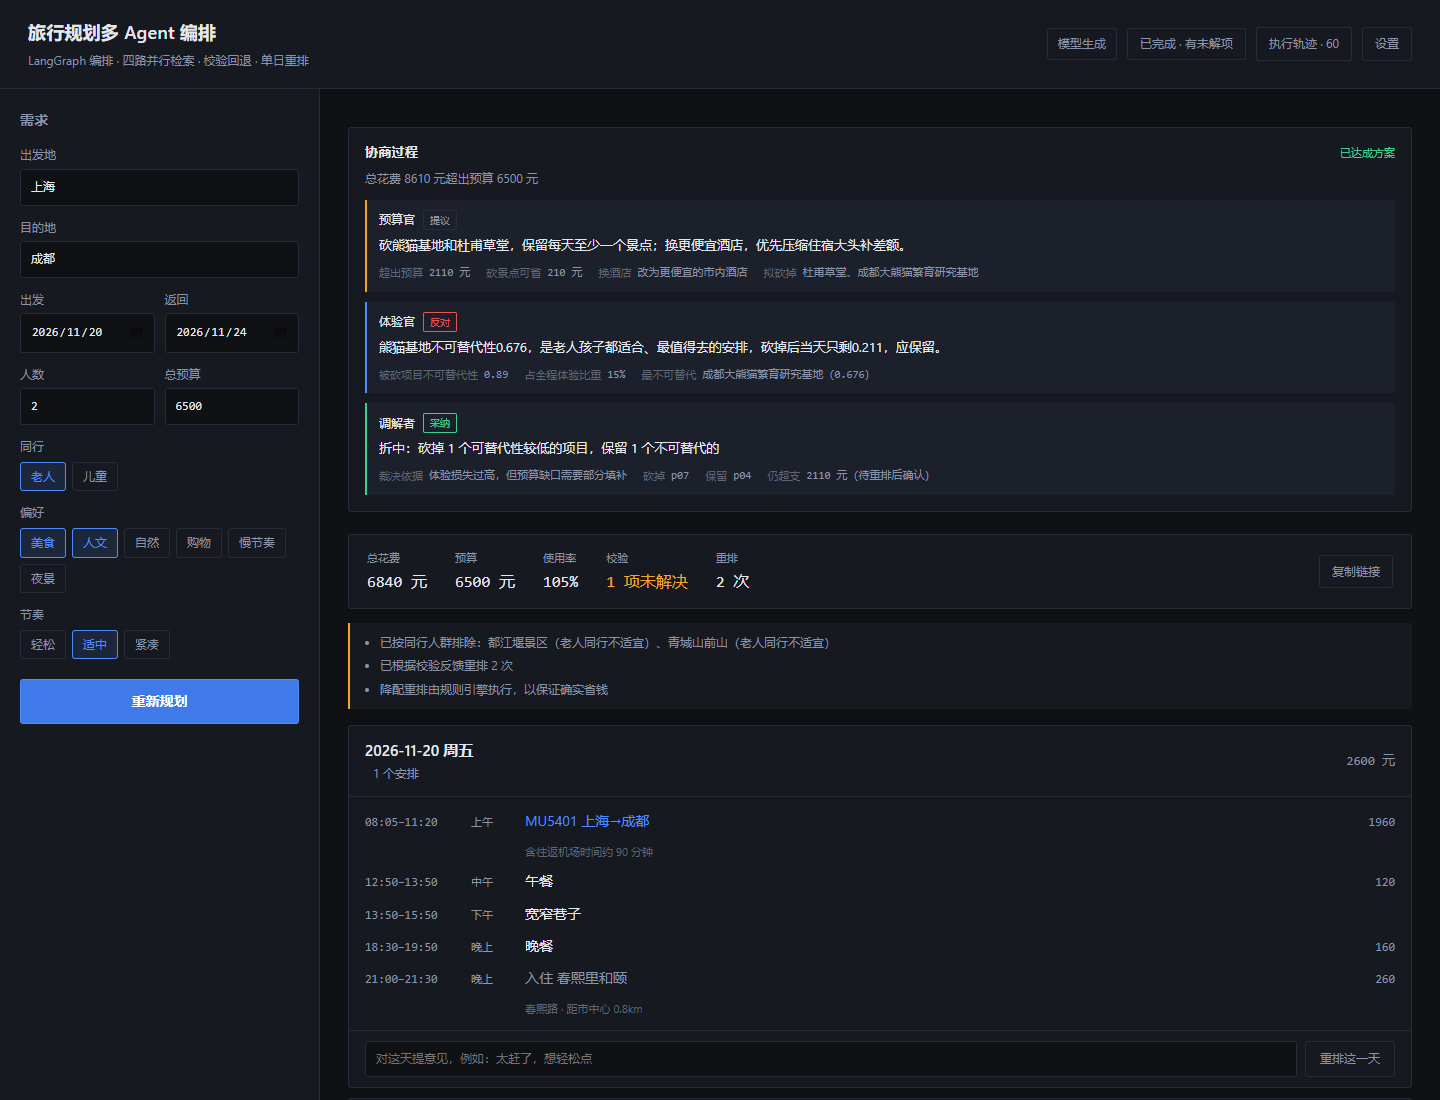 旅行规划多 Agent 编排
LangGraph 编排 · 四路并行检索 · 校验回退 · 单日重排
模型生成
已完成 · 有未解项
执行轨迹 · 60
设置
需求
出发地
上海
目的地
成都
出发
返回
2026/11/20
2026/11/24
人数
总预算
2
6500
同行
老人
儿童
偏好
美食
人文
自然
购物
慢节奏
夜景
节奏
轻松
适中
紧凑
重新规划
协商过程
已达成方案
总花费 8610 元超出预算 6500 元
预算官 提议
砍熊猫基地和杜甫草堂，保留每天至少一个景点；换更便宜酒店，优先压缩住宿大头补差额。
超出预算 2110 元 砍景点可省 210 元 换酒店 改为更便宜的市内酒店 拟砍掉 杜甫草堂、成都大熊猫繁育研究基地
体验官 反对
熊猫基地不可替代性0.676，是老人孩子都适合、最值得去的安排，砍掉后当天只剩0.211，应保留。
被砍项目不可替代性 0.89 占全程体验比重 15% 最不可替代 成都大熊猫繁育研究基地 (0.676)
调解者 采纳
折中：砍掉 1 个可替代性较低的项目，保留 1 个不可替代的
裁决依据 体验损失过高，但预算缺口需要部分填补 砍掉 p07 保留 p04 仍超支 2110 元（待重排后确认）
总花费
预算
使用率
校验
重排
6840 元
6500 元
105%
1 项未解决
2 次
复制链接
• 已按同行人群排除：都江堰景区（老人同行不适宜）、青城山前山（老人同行不适宜）
• 已根据校验反馈重排 2 次
• 降配重排由规则引擎执行，以保证确实省钱
2026-11-20 周五
1 个安排
2600 元
08:05–11:20 上午 MU5401 上海→成都 1960
含往返机场时间约 90 分钟
12:50–13:50 中午 午餐 120
13:50–15:50 下午 宽窄巷子
18:30–19:50 晚上 晚餐 160
21:00–21:30 晚上 入住 春熙里和颐 260
春熙路 · 距市中心 0.8km
对这天提意见，例如：太赶了，想轻松点
重排这一天